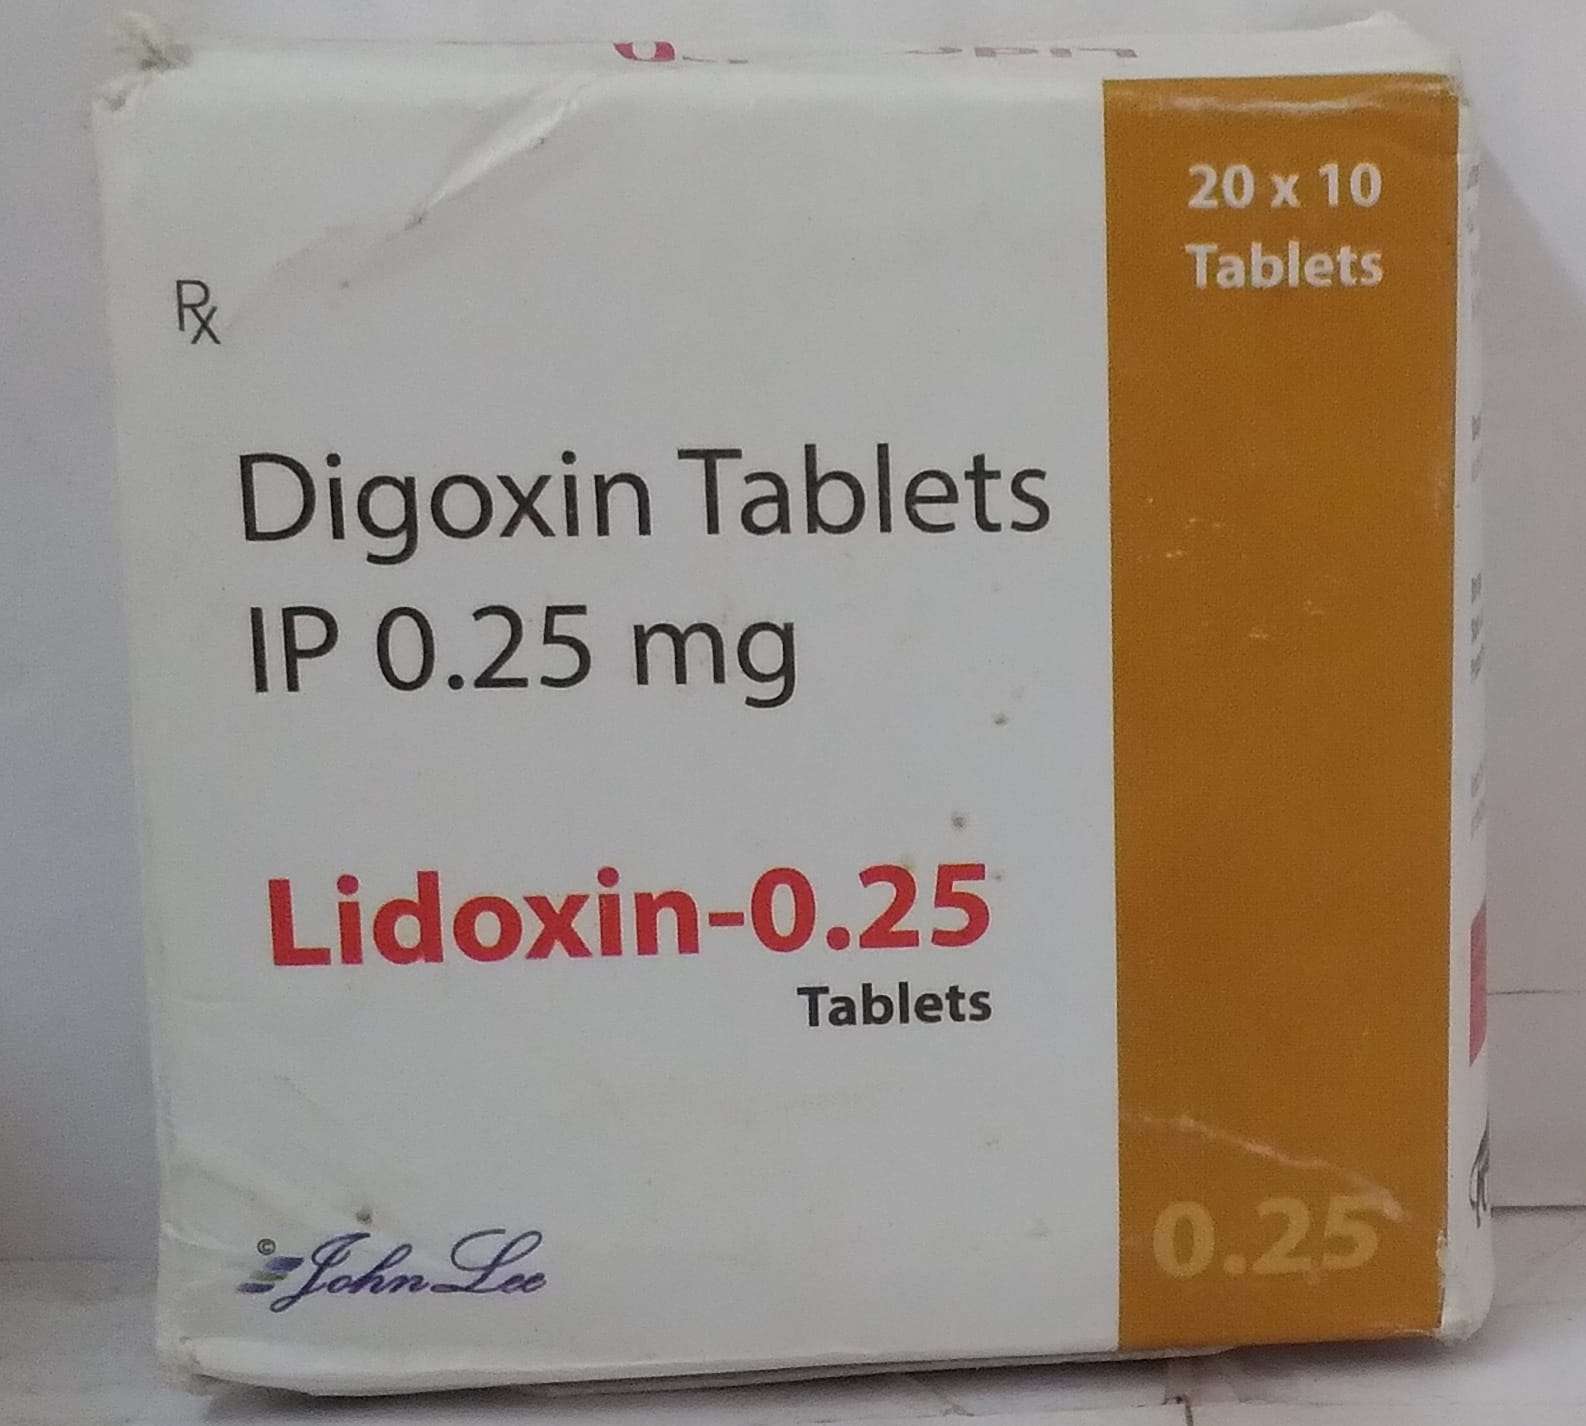 20 x 10
Tablets
Rx
Digoxin Tablets
IP 0.25 mg
Lidoxin-0.25
Tablets
© John Lee
0.25